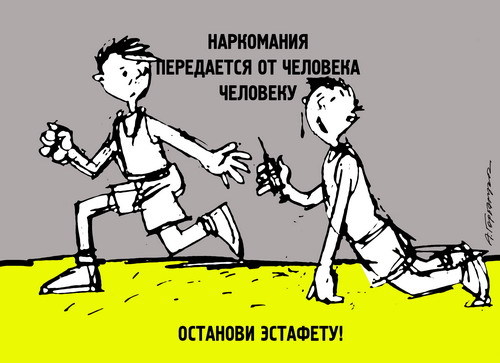 НАРКОМАНИЯ
ПЕРЕДАЕТСЯ ОТ ЧЕЛОВЕКА
ЧЕЛОВЕКУ
ОСТАНОВИ ЭСТАФЕТУ!